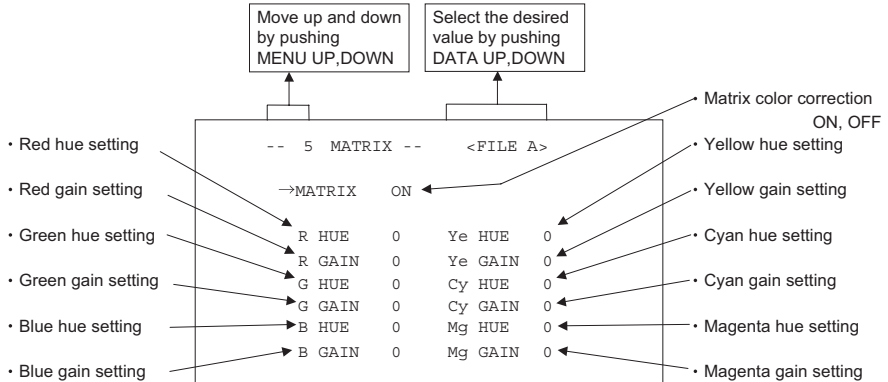 Move up and down
by pushing
MENU UP,DOWN
Select the desired
value by pushing
DATA UP,DOWN
・Matrix color correction
ON, OFF
・Red hue setting
-- 5 MATRIX -- <FILE A>
・Yellow hue setting
・Red gain setting
→MATRIX ON
・Yellow gain setting
・Green hue setting
R HUE 0 Ye HUE 0
・Cyan hue setting
R GAIN 0 Ye GAIN 0
・Green gain setting
G HUE 0 Cy HUE 0
・Cyan gain setting
G GAIN 0 Cy GAIN 0
・Blue hue setting
B HUE 0 Mg HUE 0
・Magenta hue setting
B GAIN 0 Mg GAIN 0
・Blue gain setting
・Magenta gain setting